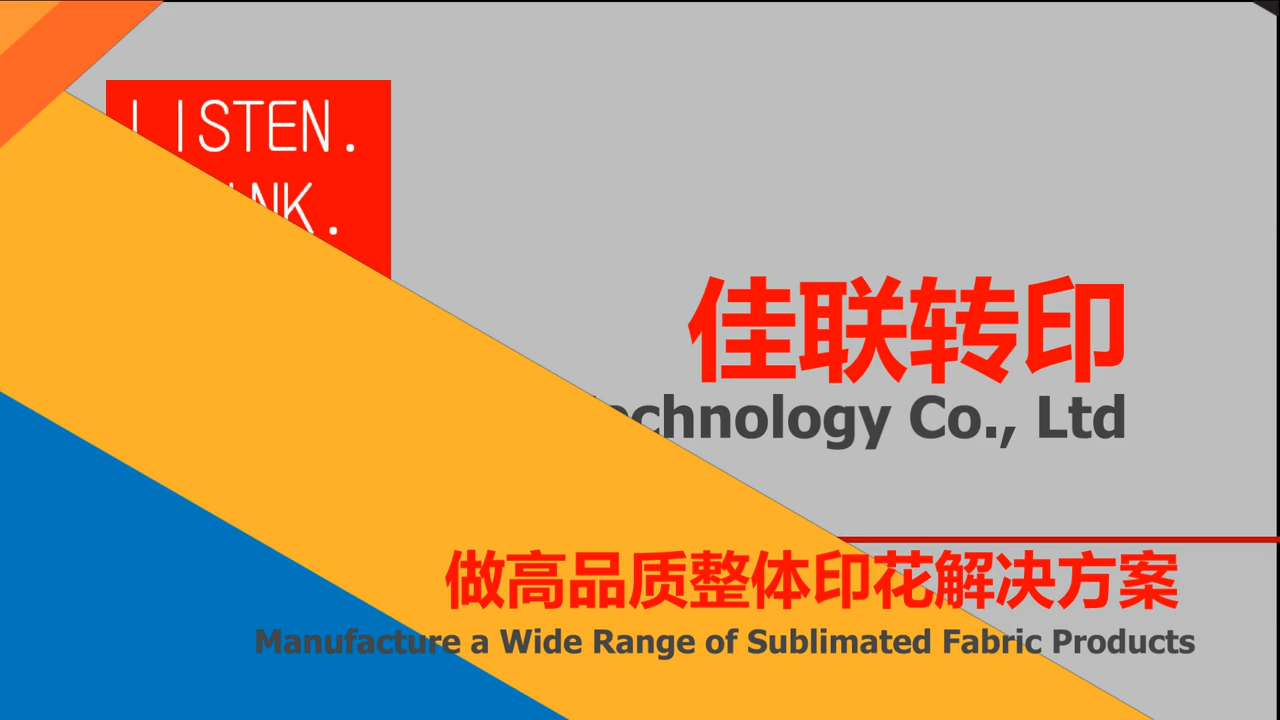 LISTEN.
佳联转印
Co., Ltd
做高品质整体印花解决方案
Manufacture a Wide Range of Sublimated Fabric Products